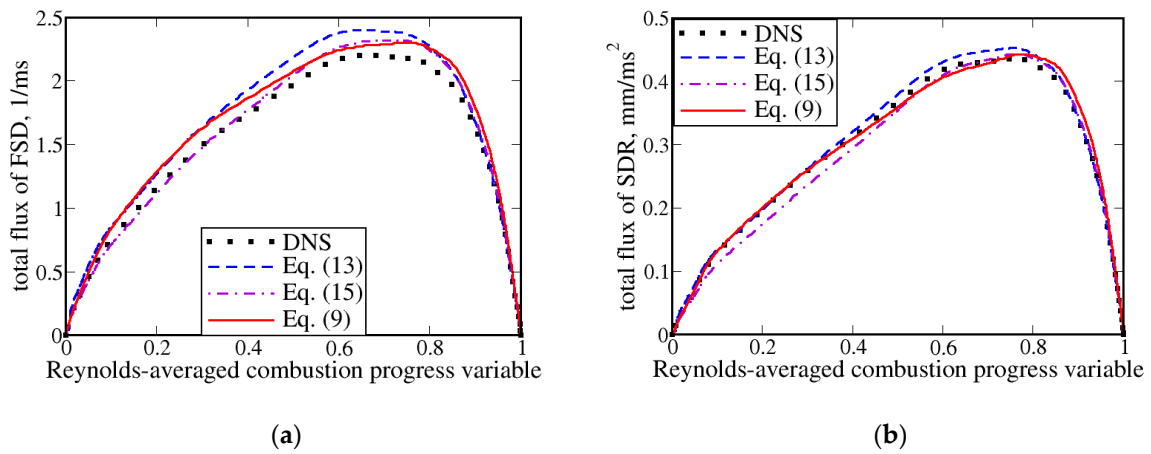 (a)
2.5
2
1.5
1
0.5
0
total flux of FSD, 1/ms
DNS
Eq. (13)
Eq. (15)
Eq. (9)
0 0.2 0.4 0.6 0.8 1
Reynolds-averaged combustion progress variable
(a)
(b)
0.5
0.4
0.3
0.2
0.1
0
total flux of SDR, mm/ms²
DNS
Eq. (13)
Eq. (15)
Eq. (9)
0 0.2 0.4 0.6 0.8 1
Reynolds-averaged combustion progress variable
(b)